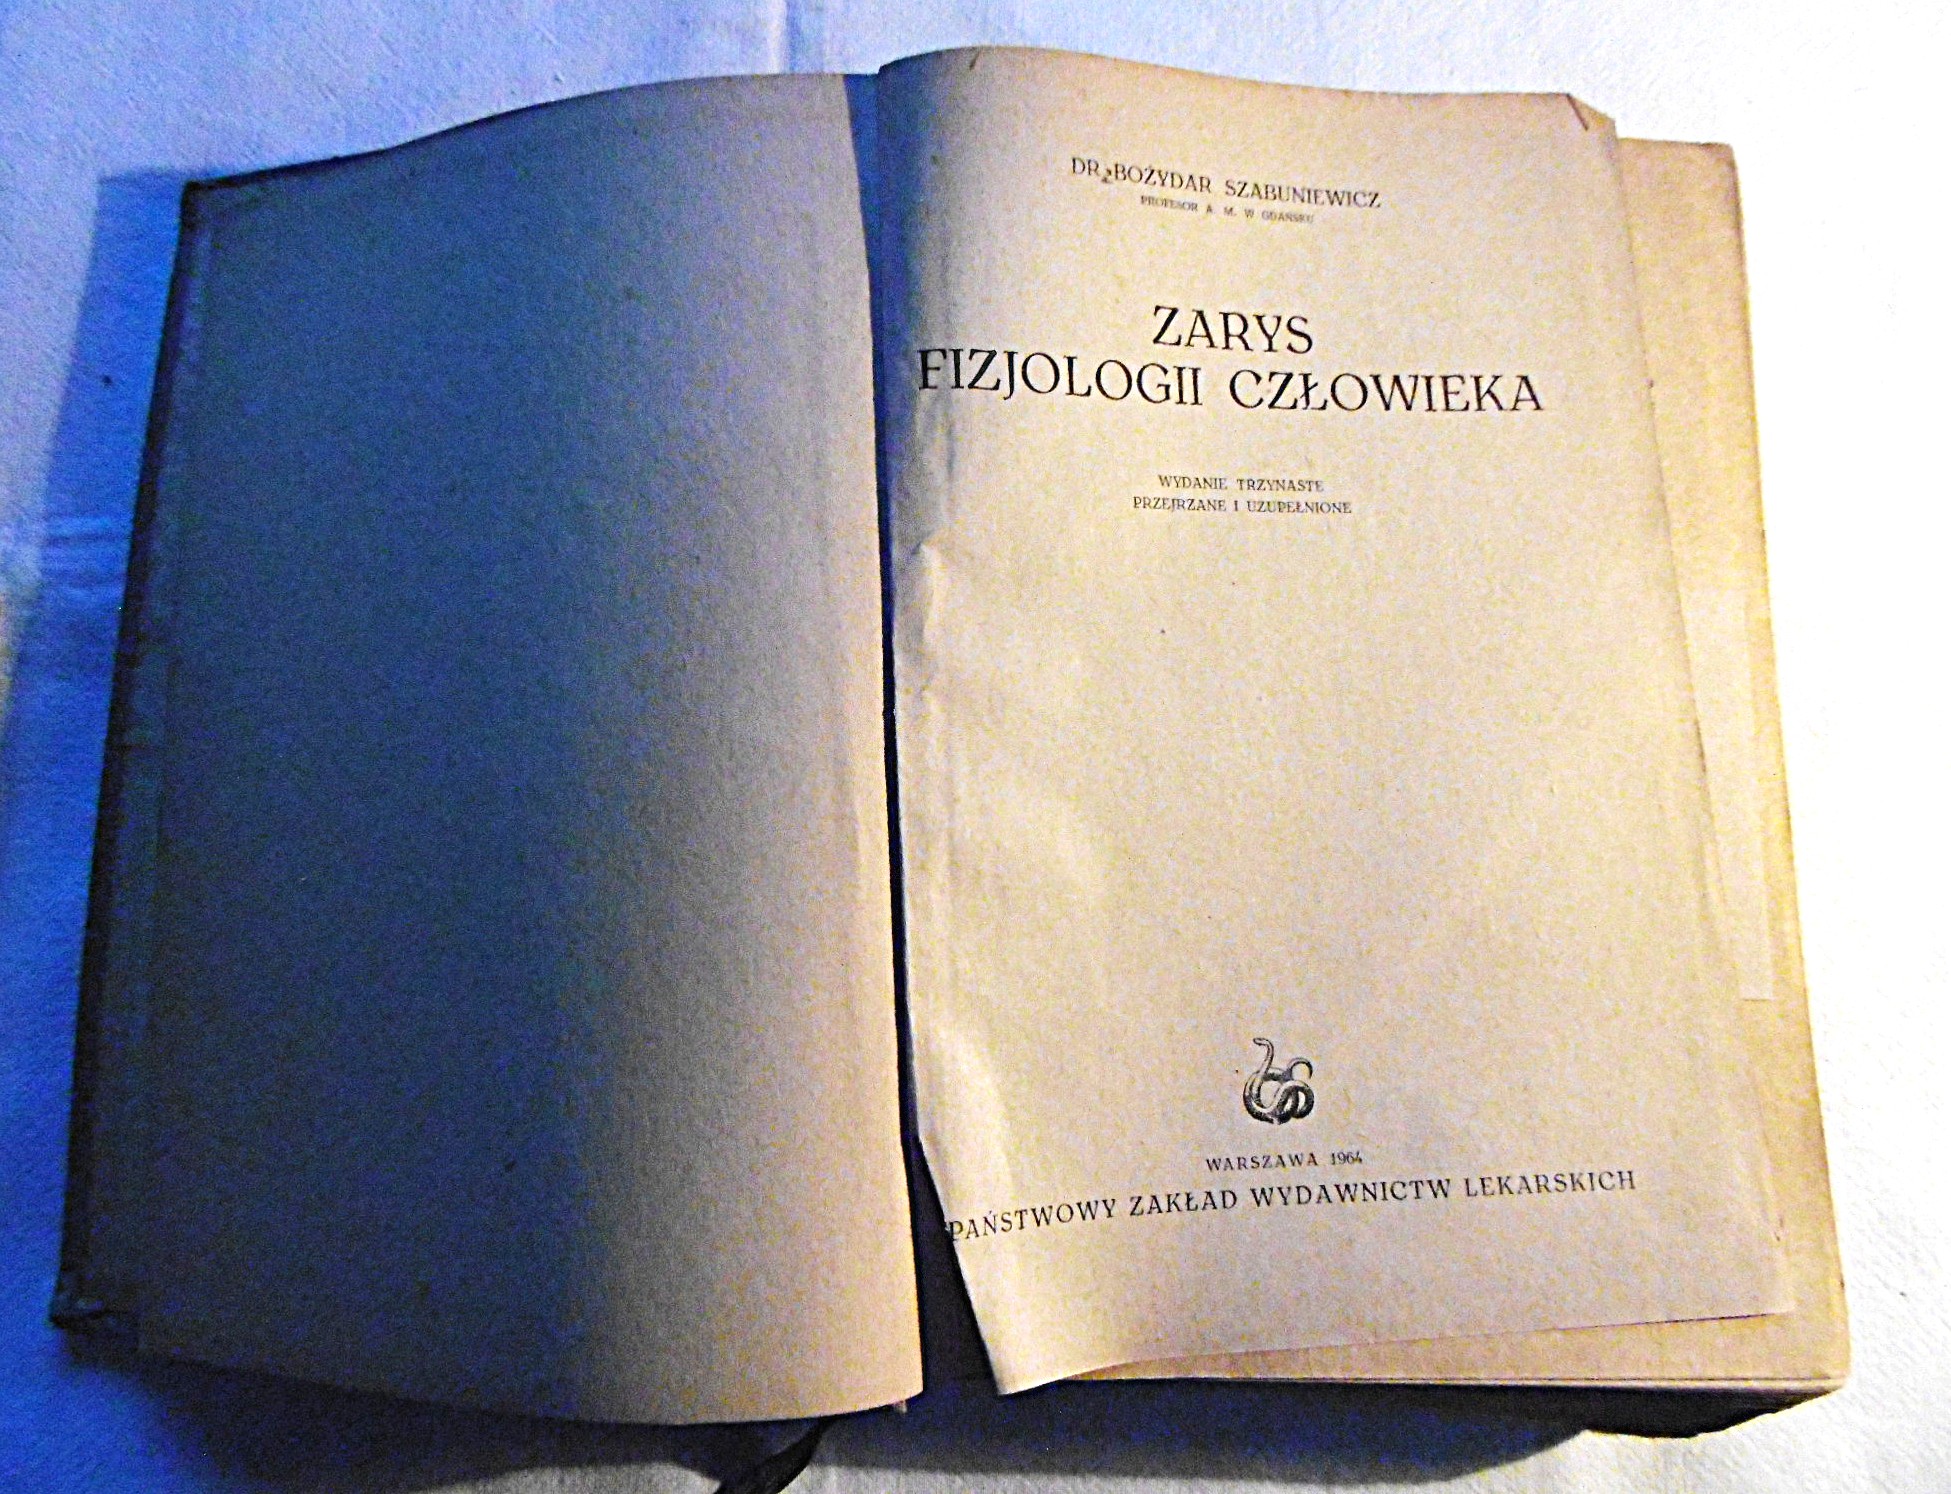 DR BOŻYDAR SZABUNIEWICZ
PROFESOR A. M. W GDAŃSKU
ZARYS
FIZJOLOGII CZŁOWIEKA
WYDANIE TRZYNASTE
PRZEJRZANE I UZUPEŁNIONE
WARSZAWA 1964
PAŃSTWOWY ZAKŁAD WYDAWNICTW LEKARSKICH